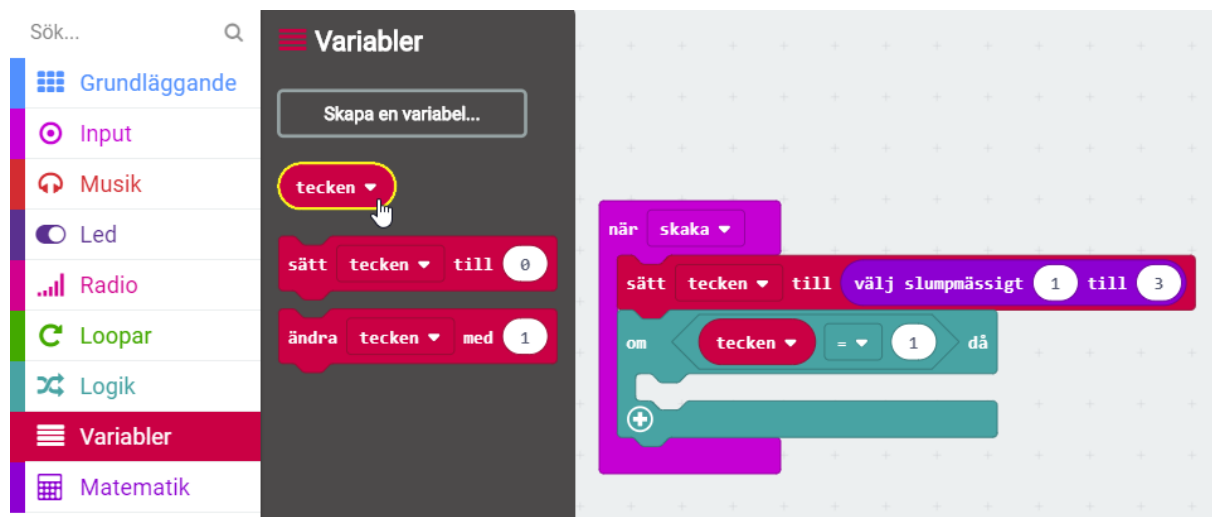 Sök...
Grundläggande
Input
Musik
Led
Radio
Loopar
Logik
Variabler
Matematik
Variabler
Skapa en variabel...
tecken
sätt tecken till 0
ändra tecken med 1
när skaka
sätt tecken till välj slumpmässigt 1 till 3
om tecken = 1 då